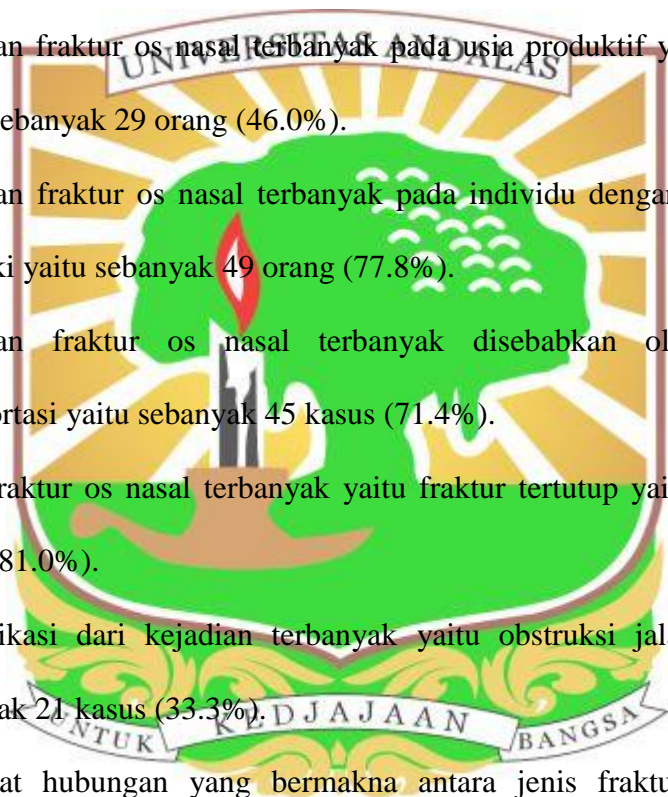 an fraktur os nasal terbanyak pada usia produktif y
UNIVERSITAS ANDALAS
sebanyak 29 orang (46.0%).
an fraktur os nasal terbanyak pada individu dengan
ki yaitu sebanyak 49 orang (77.8%).
an fraktur os nasal terbanyak disebabkan ol
ortasi yaitu sebanyak 45 kasus (71.4%).
raktur os nasal terbanyak yaitu fraktur tertutup yai
81.0%).
ikasi dari kejadian terbanyak yaitu obstruksi jal
ak 21 kasus (33.3%).
UNTUK KEDJAJAAN BANGSA
at hubungan yang bermakna antara jenis fraktu